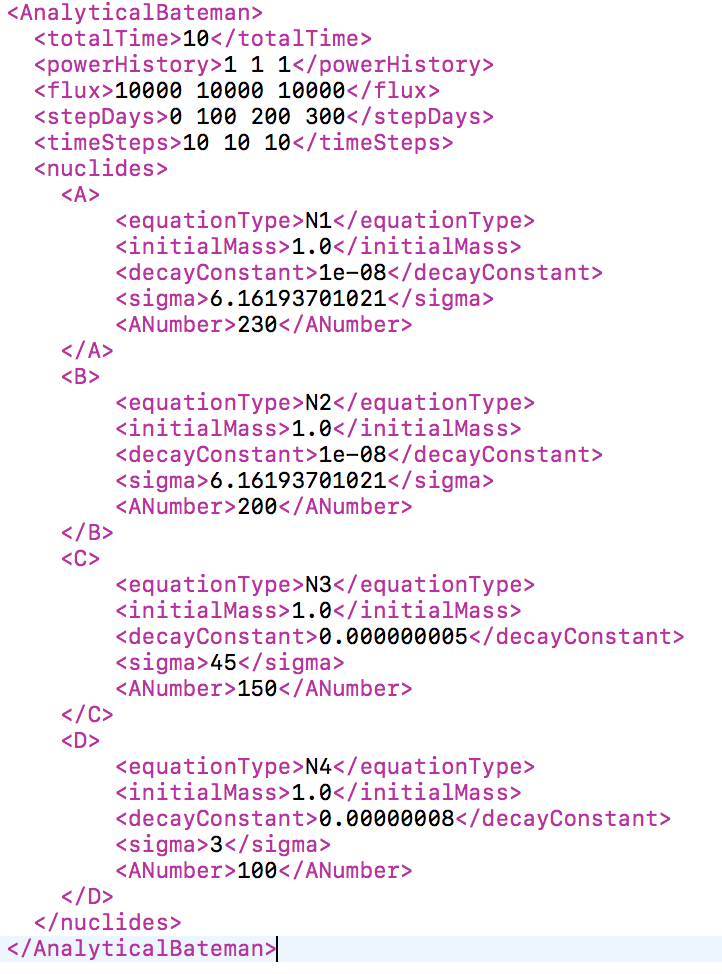 <AnalyticalBateman>
  <totalTime>10</totalTime>
  <powerHistory>1 1 1</powerHistory>
  <flux>10000 10000 10000</flux>
  <stepDays>0 100 200 300</stepDays>
  <timeSteps>10 10 10</timeSteps>
  <nuclides>
    <A>
        <equationType>N1</equationType>
        <initialMass>1.0</initialMass>
        <decayConstant>1e-08</decayConstant>
        <sigma>6.16193701021</sigma>
        <ANumber>230</ANumber>
    </A>
    <B>
        <equationType>N2</equationType>
        <initialMass>1.0</initialMass>
        <decayConstant>1e-08</decayConstant>
        <sigma>6.16193701021</sigma>
        <ANumber>200</ANumber>
    </B>
    <C>
        <equationType>N3</equationType>
        <initialMass>1.0</initialMass>
        <decayConstant>0.000000005</decayConstant>
        <sigma>45</sigma>
        <ANumber>150</ANumber>
    </C>
    <D>
        <equationType>N4</equationType>
        <initialMass>1.0</initialMass>
        <decayConstant>0.00000008</decayConstant>
        <sigma>3</sigma>
        <ANumber>100</ANumber>
    </D>
  </nuclides>
</AnalyticalBateman>